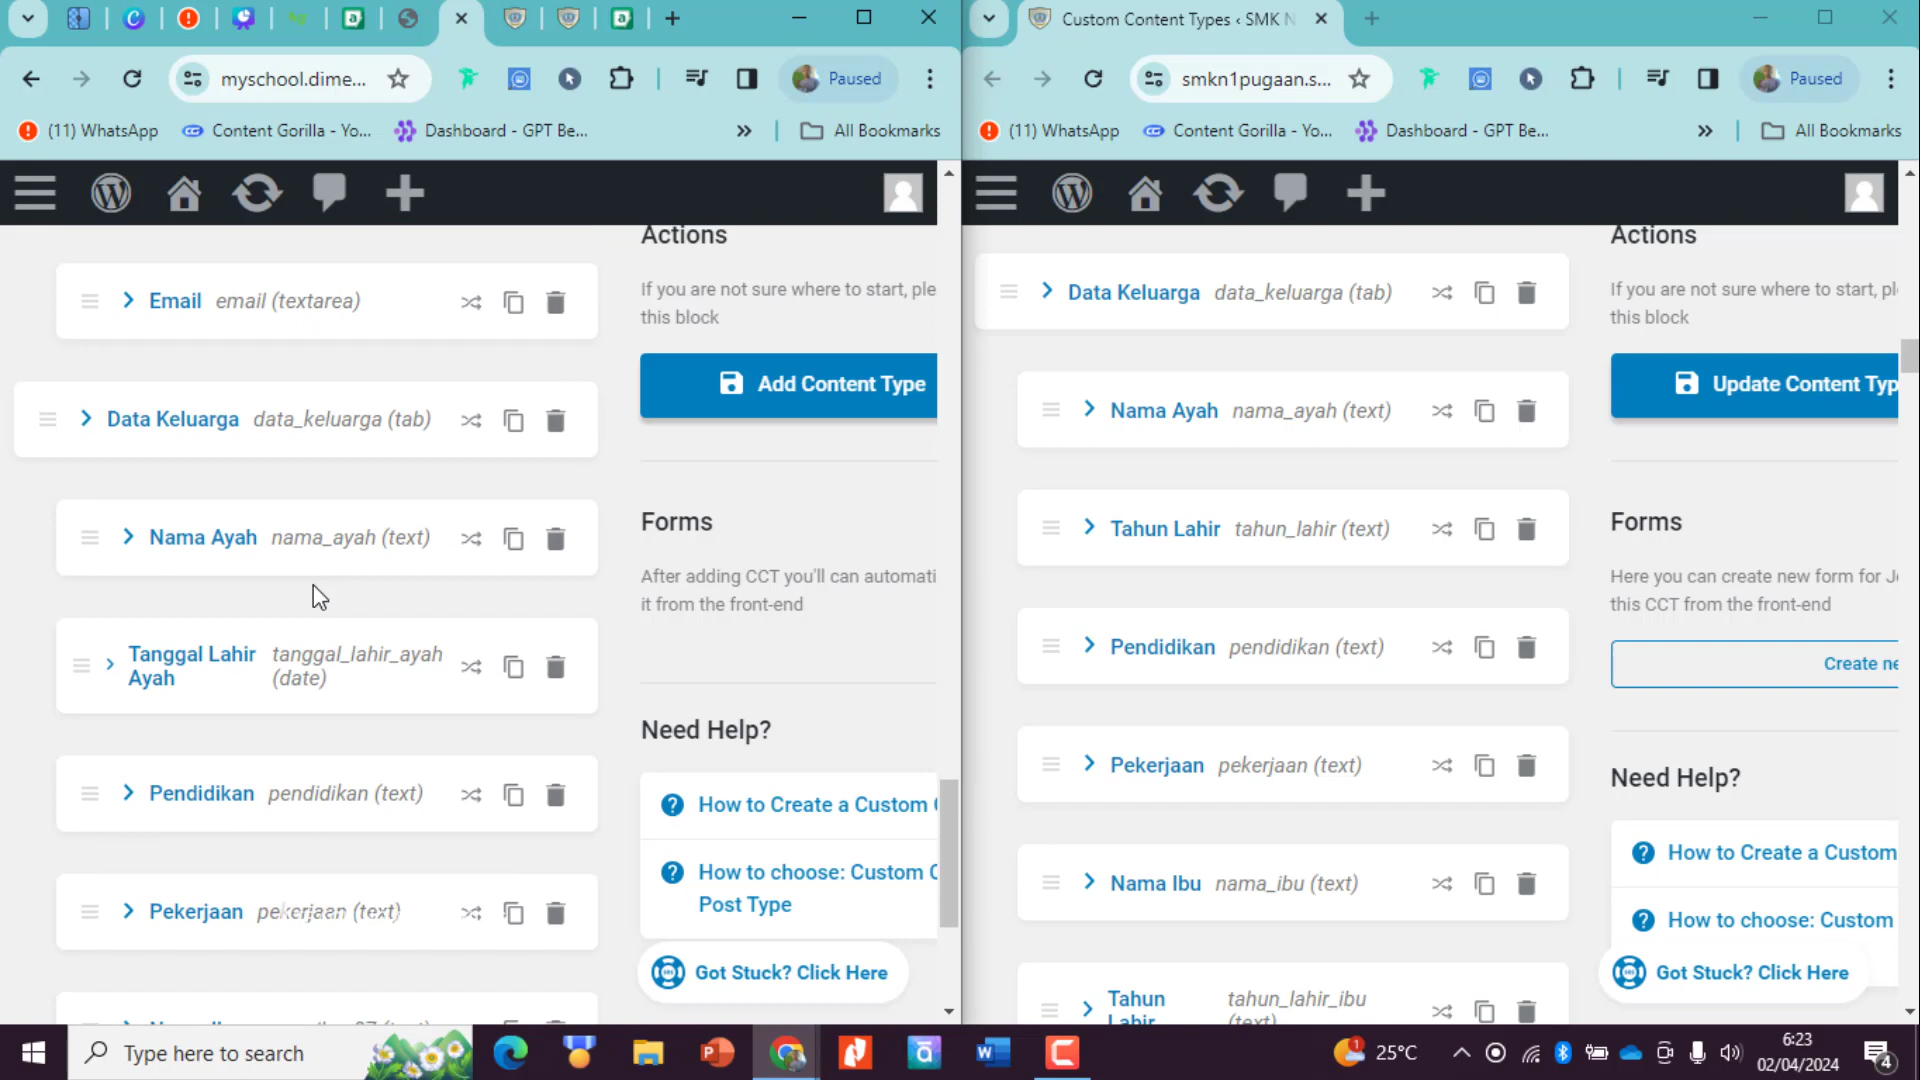 Custom Content Types ‹ SMK N
myschool.dime...
Paused
smkn1pugaan.s...
Paused
(11) WhatsApp
Content Gorilla - Yo...
Dashboard - GPT Be...
All Bookmarks
(11) WhatsApp
Content Gorilla - Yo...
Dashboard - GPT Be...
All Bookmarks
Email email (textarea)
Data Keluarga data_keluarga (tab)
Nama Ayah nama_ayah (text)
Tanggal Lahir
Ayah
tanggal_lahir_ayah
(date)
Pendidikan pendidikan (text)
Pekerjaan pekerjaan (text)
Actions
If you are not sure where to start, ple
this block
Add Content Type
Forms
After adding CCT you'll can automati
it from the front-end
Need Help?
How to Create a Custom
How to choose: Custom
Post Type
Got Stuck? Click Here
Data Keluarga data_keluarga (tab)
Nama Ayah nama_ayah (text)
Tahun Lahir tahun_lahir (text)
Pendidikan pendidikan (text)
Pekerjaan pekerjaan (text)
Nama Ibu nama_ibu (text)
Tahun
Lahir
tahun_lahir_ibu
(text)
Actions
If you are not sure where to start, pl
this block
Update Content Typ
Forms
Here you can create new form for J
this CCT from the front-end
Create ne
Need Help?
How to Create a Custom
How to choose: Custom
Got Stuck? Click Here
Type here to search
25°C
6:23
02/04/2024
4